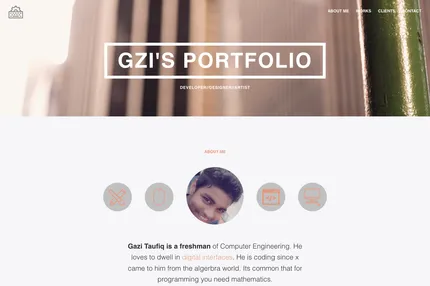 ABOUT ME WORKS CLIENTS CONTACT
GZI'S PORTFOLIO
DEVELOPER/DESIGNER/ARTIST
ABOUT ME
Gazi Taufiq is a freshman of Computer Engineering. He
loves to dwell in digital interfaces. He is coding since x
came to him from the algerbra world. Its common that for
programming you need mathematics.